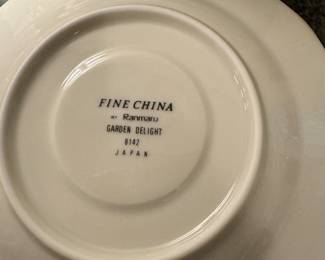 FINE CHINA
BY Ranmaru
GARDEN DELIGHT
8142
JAPAN